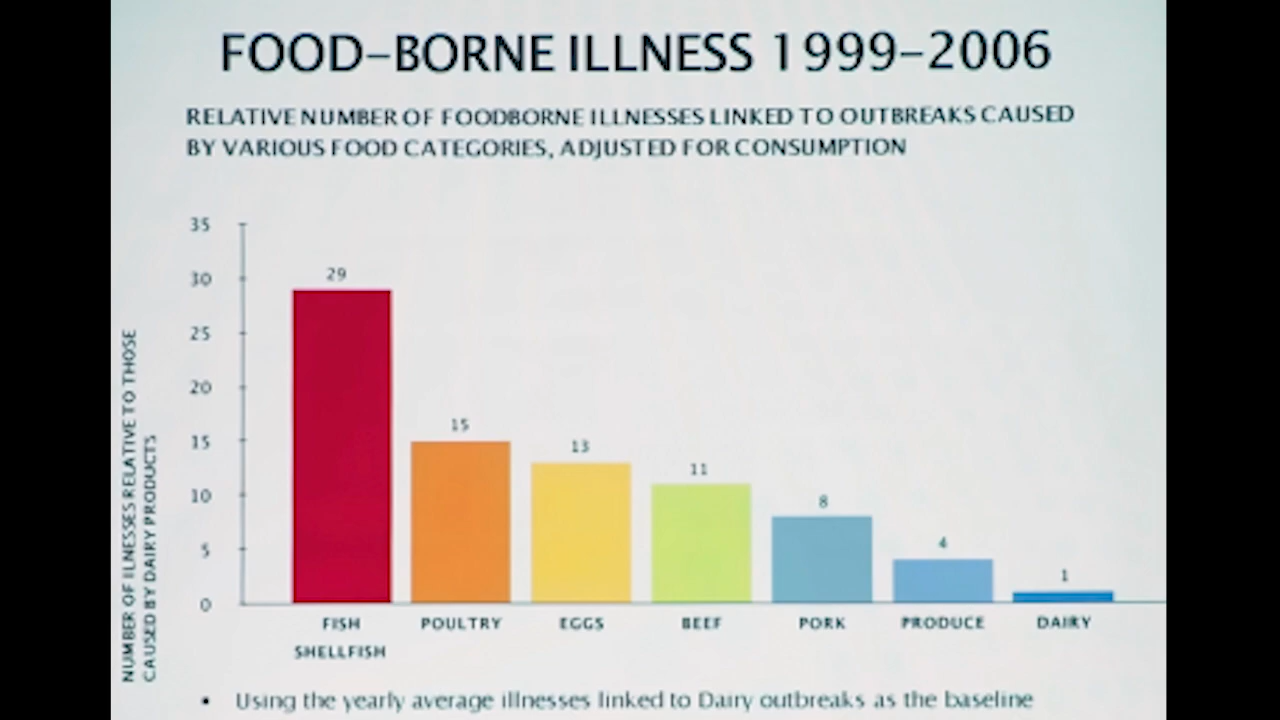 FOOD-BORNE ILLNESS 1999-2006
RELATIVE NUMBER OF FOODBORNE ILLNESSES LINKED TO OUTBREAKS CAUSED
BY VARIOUS FOOD CATEGORIES, ADJUSTED FOR CONSUMPTION
NUMBER OF ILNESSES RELATIVE TO THOSE
CAUSED BY DAIRY PRODUCTS
35
30
25
20
15
10
5
0
29
15
13
11
8
4
1
FISH
SHELLFISH
POULTRY
EGGS
BEEF
PORK
PRODUCE
DAIRY
• Using the yearly average illnesses linked to Dairy outbreaks as the baseline